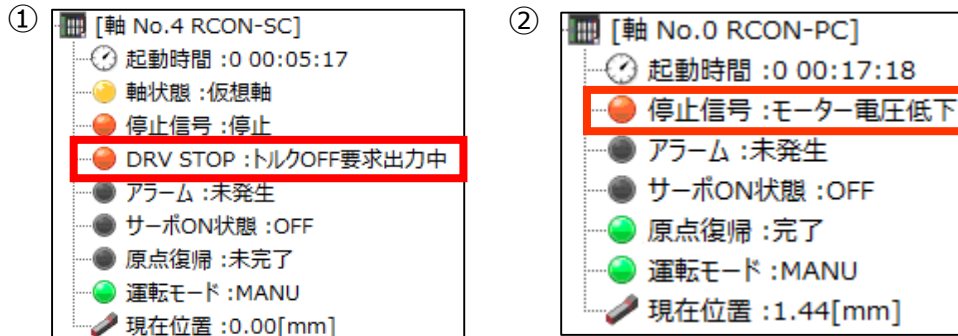 ①
[軸 No.4 RCON-SC]
起動時間 :0 00:05:17
軸状態 :仮想軸
停止信号 :停止
DRV STOP :トルクOFF要求出力中
アラーム :未発生
サーボON状態 :OFF
原点復帰 :未完了
運転モード :MANU
現在位置 :0.00[mm]
②
[軸 No.0 RCON-PC]
起動時間 :0 00:17:18
停止信号 :モーター電圧低下
アラーム :未発生
サーボON状態 :OFF
原点復帰 :完了
運転モード :MANU
現在位置 :1.44[mm]